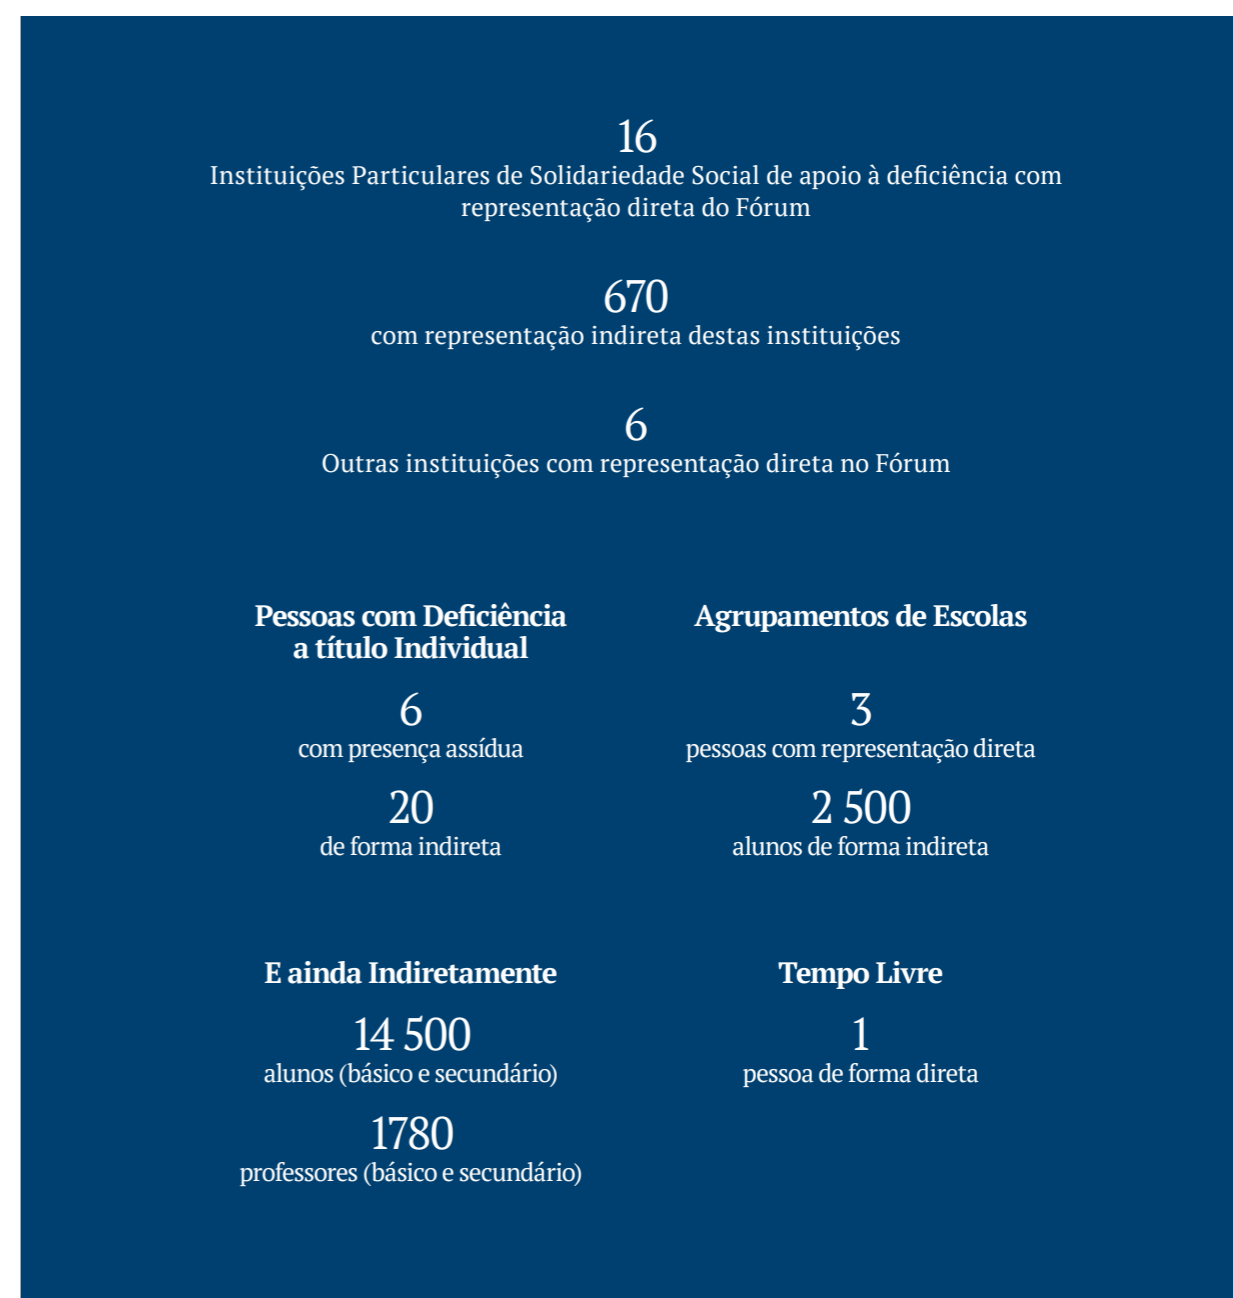 16
Instituições Particulares de Solidariedade Social de apoio à deficiência com
representação direta do Fórum
670
com representação indireta destas instituições
6
Outras instituições com representação direta no Fórum
Pessoas com Deficiência
a título Individual
6
com presença assídua
20
de forma indireta
Agrupamentos de Escolas
3
pessoas com representação direta
2 500
alunos de forma indireta
E ainda Indiretamente
14 500
alunos (básico e secundário)
1780
professores (básico e secundário)
Tempo Livre
1
pessoa de forma direta